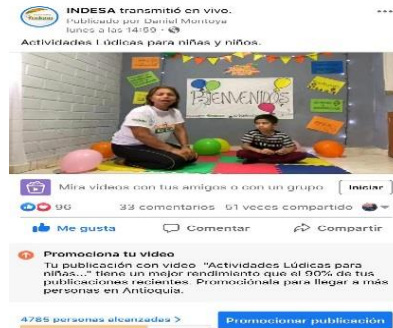 INDESA transmitió en vivo.
Publicado por Daniel Montoya
lunes a las 14:59
Actividades Lúdicas para niñas y niños.
BIENVENIDOS
Mira videos con tus amigos o con un grupo
Iniciar
96
33 comentarios 51 veces compartido
Me gusta
Comentar
Compartir
Promociona tu video
Tu publicación con video "Actividades Lúdicas para
niñas..." tiene un mejor rendimiento que el 90% de tus
publicaciones recientes. Promociónala para llegar a más
personas en Antioquia.
4785 personas alcanzadas >
Promocionar publicación